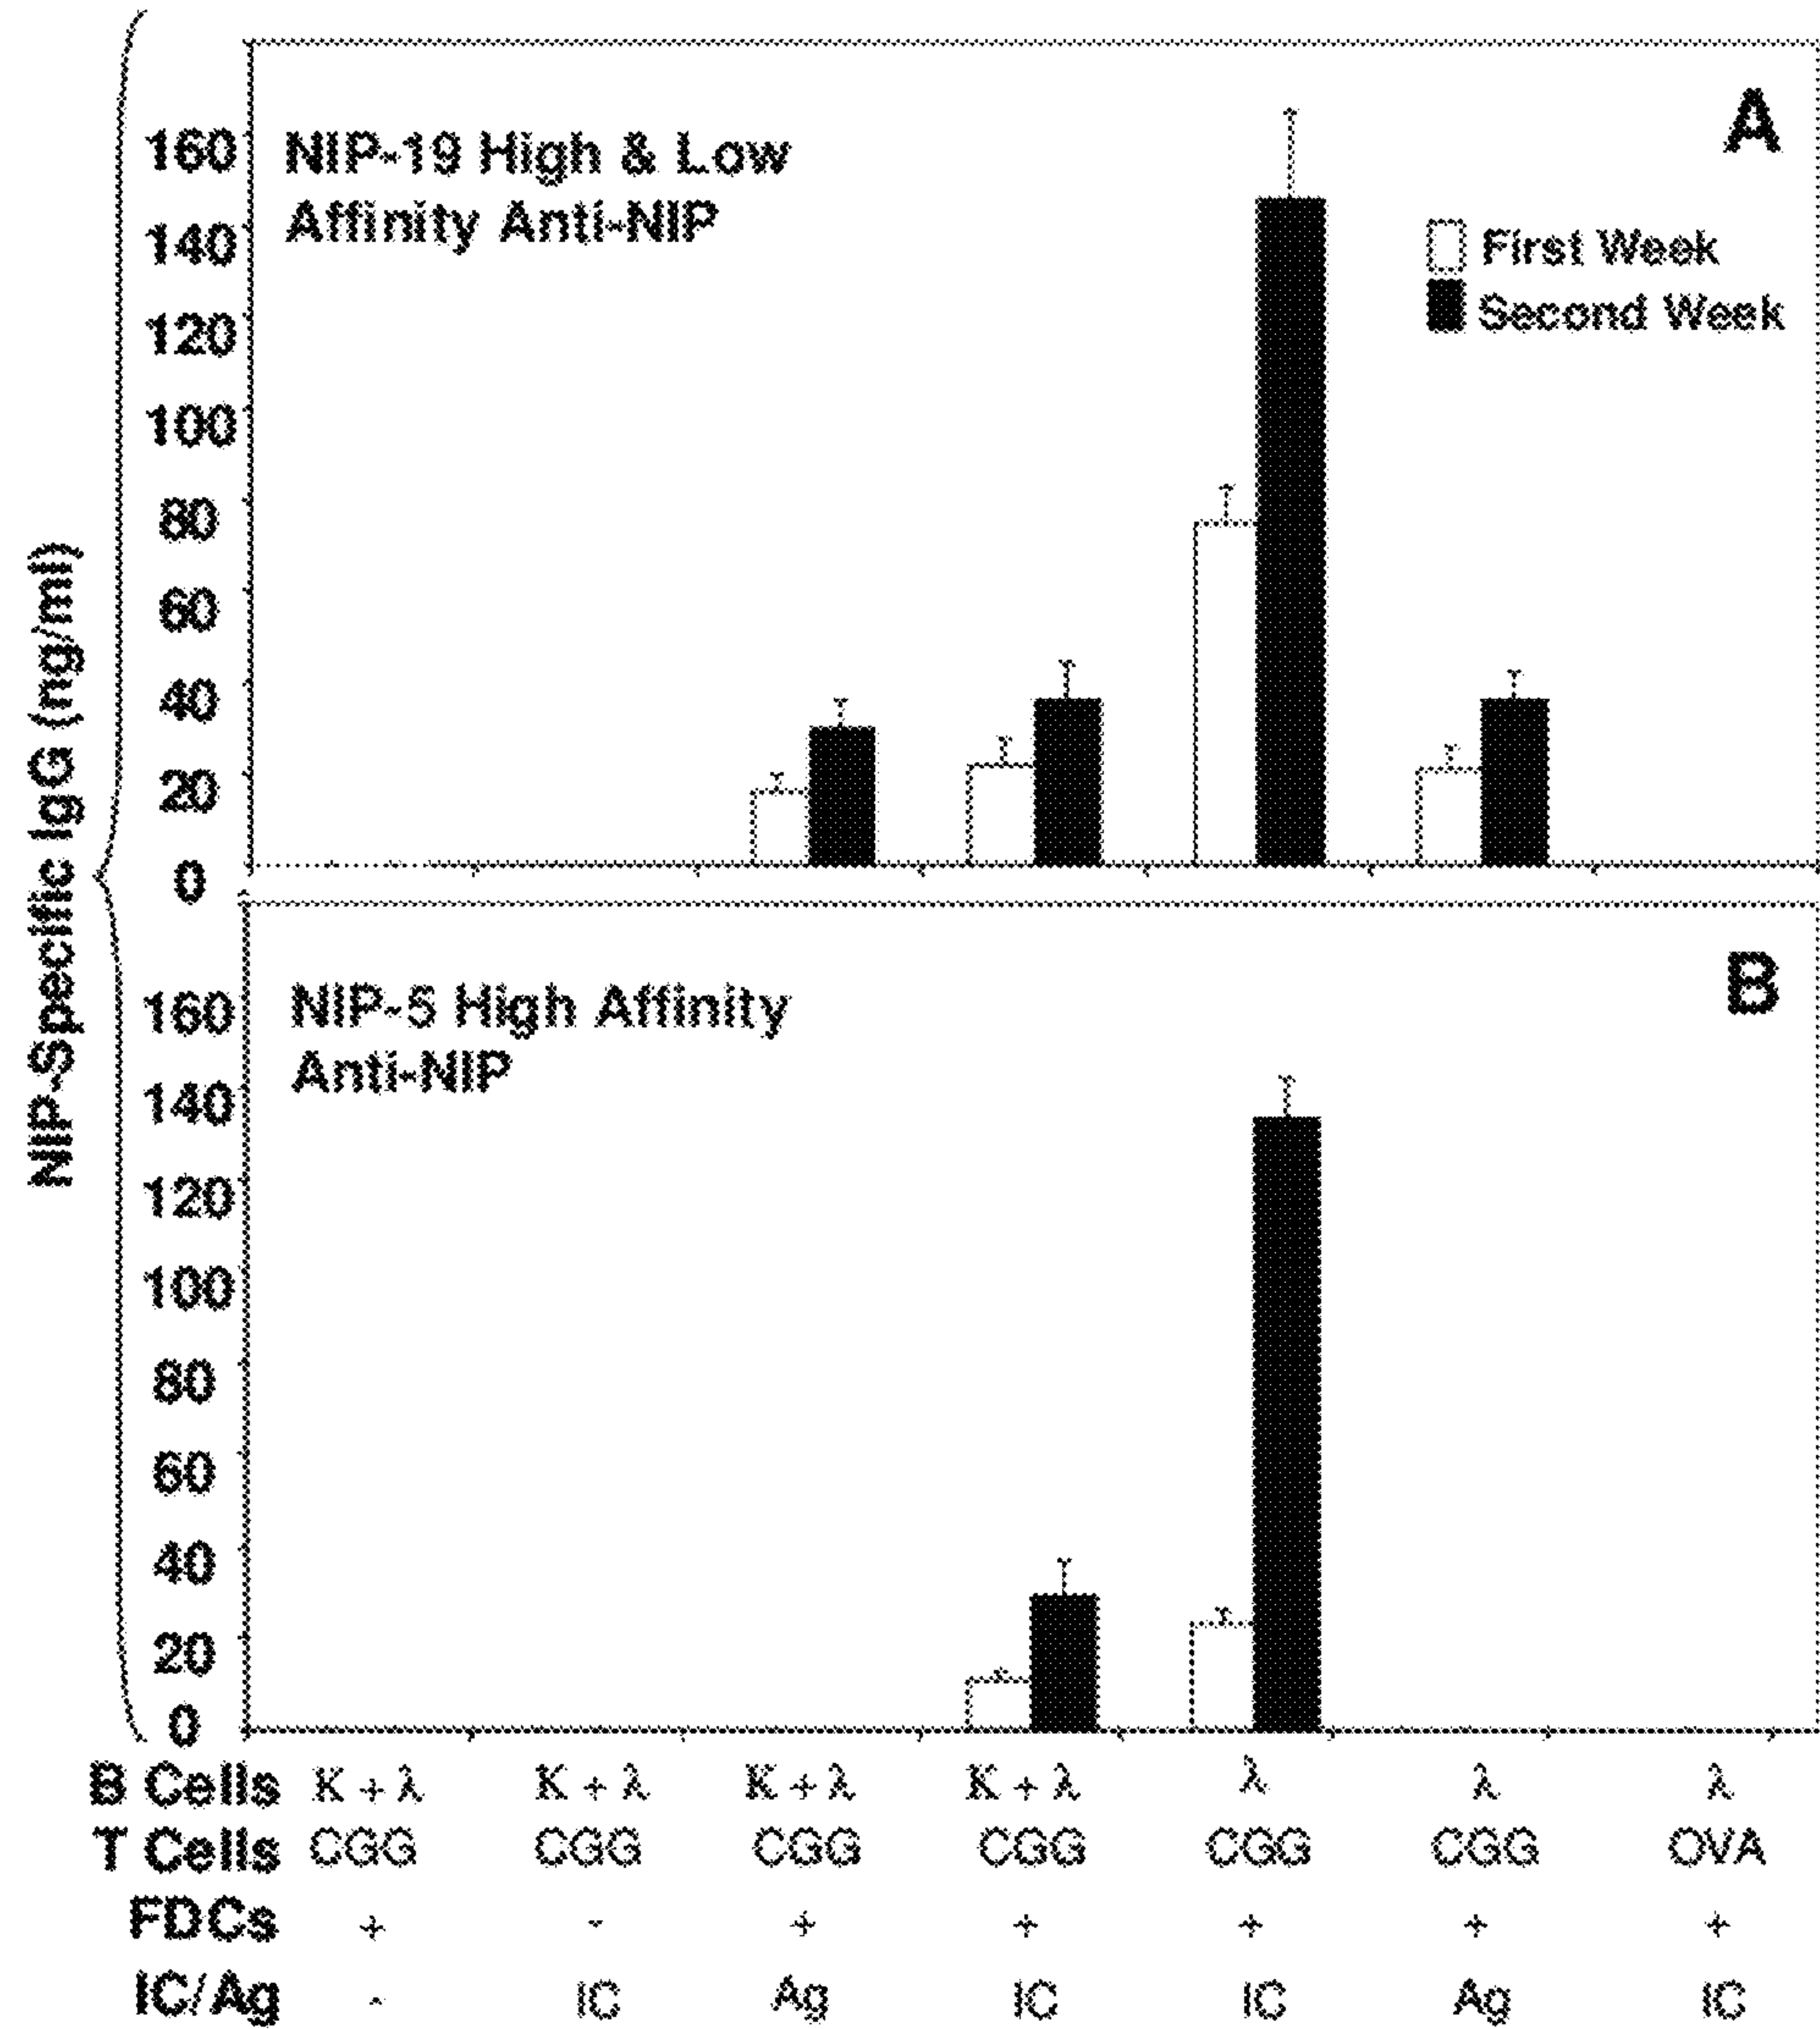 NIP-Specific IgG (ng/ml)
A
NIP-19 High & Low
Affinity Anti-NIP
First Week
Second Week
160
140
120
100
80
60
40
20
0
B
NIP-5 High Affinity
Anti-NIP
160
140
120
100
80
60
40
20
0
B Cells K + λ K + λ K + λ K + λ λ λ λ
T Cells CGG CGG CGG CGG CGG CGG OVA
FDCs + - + + + + +
IC/Ag - IC Ag IC IC Ag IC